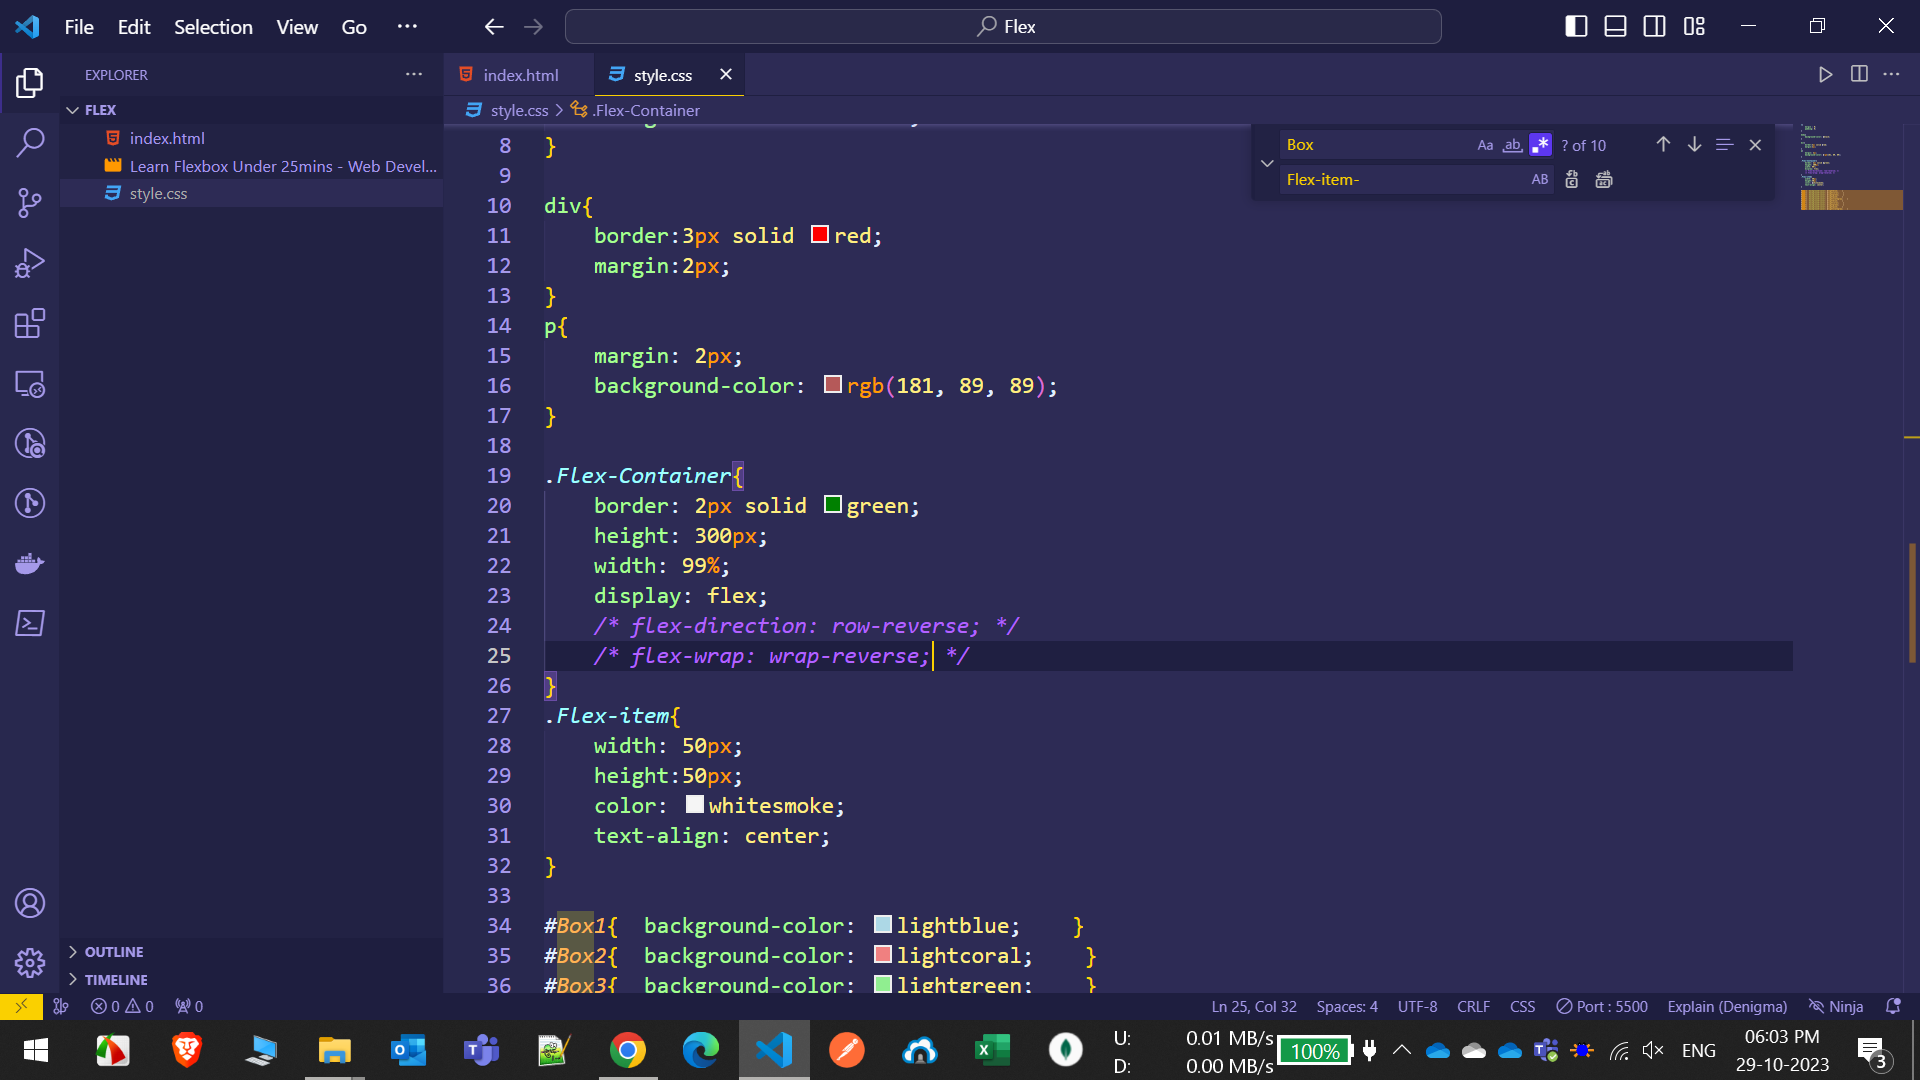 File Edit Selection View Go ···
Flex
EXPLORER
index.html
style.css
FLEX
style.css > .Flex-Container
index.html
Learn Flexbox Under 25mins - Web Devel...
style.css
Box
Aa
ab
.*
? of 10
Flex-item-
AB
8 }
9
10 div{
11 border:3px solid red;
12 margin:2px;
13 }
14 p{
15 margin: 2px;
16 background-color: rgb(181, 89, 89);
17 }
18
19 .Flex-Container{
20 border: 2px solid green;
21 height: 300px;
22 width: 99%;
23 display: flex;
24 /* flex-direction: row-reverse; */
25 /* flex-wrap: wrap-reverse; */
26 }
27 .Flex-item{
28 width: 50px;
29 height:50px;
30 color: whitesmoke;
31 text-align: center;
32 }
33
34 #Box1{ background-color: lightblue; }
35 #Box2{ background-color: lightcoral; }
36 #Box3{ background-color: lightgreen; }
OUTLINE
TIMELINE
0 0 0
Ln 25, Col 32 Spaces: 4 UTF-8 CRLF CSS Port : 5500 Explain (Denigma) Ninja
U: 0.01 MB/s
D: 0.00 MB/s
100%
ENG
06:03 PM
29-10-2023
3